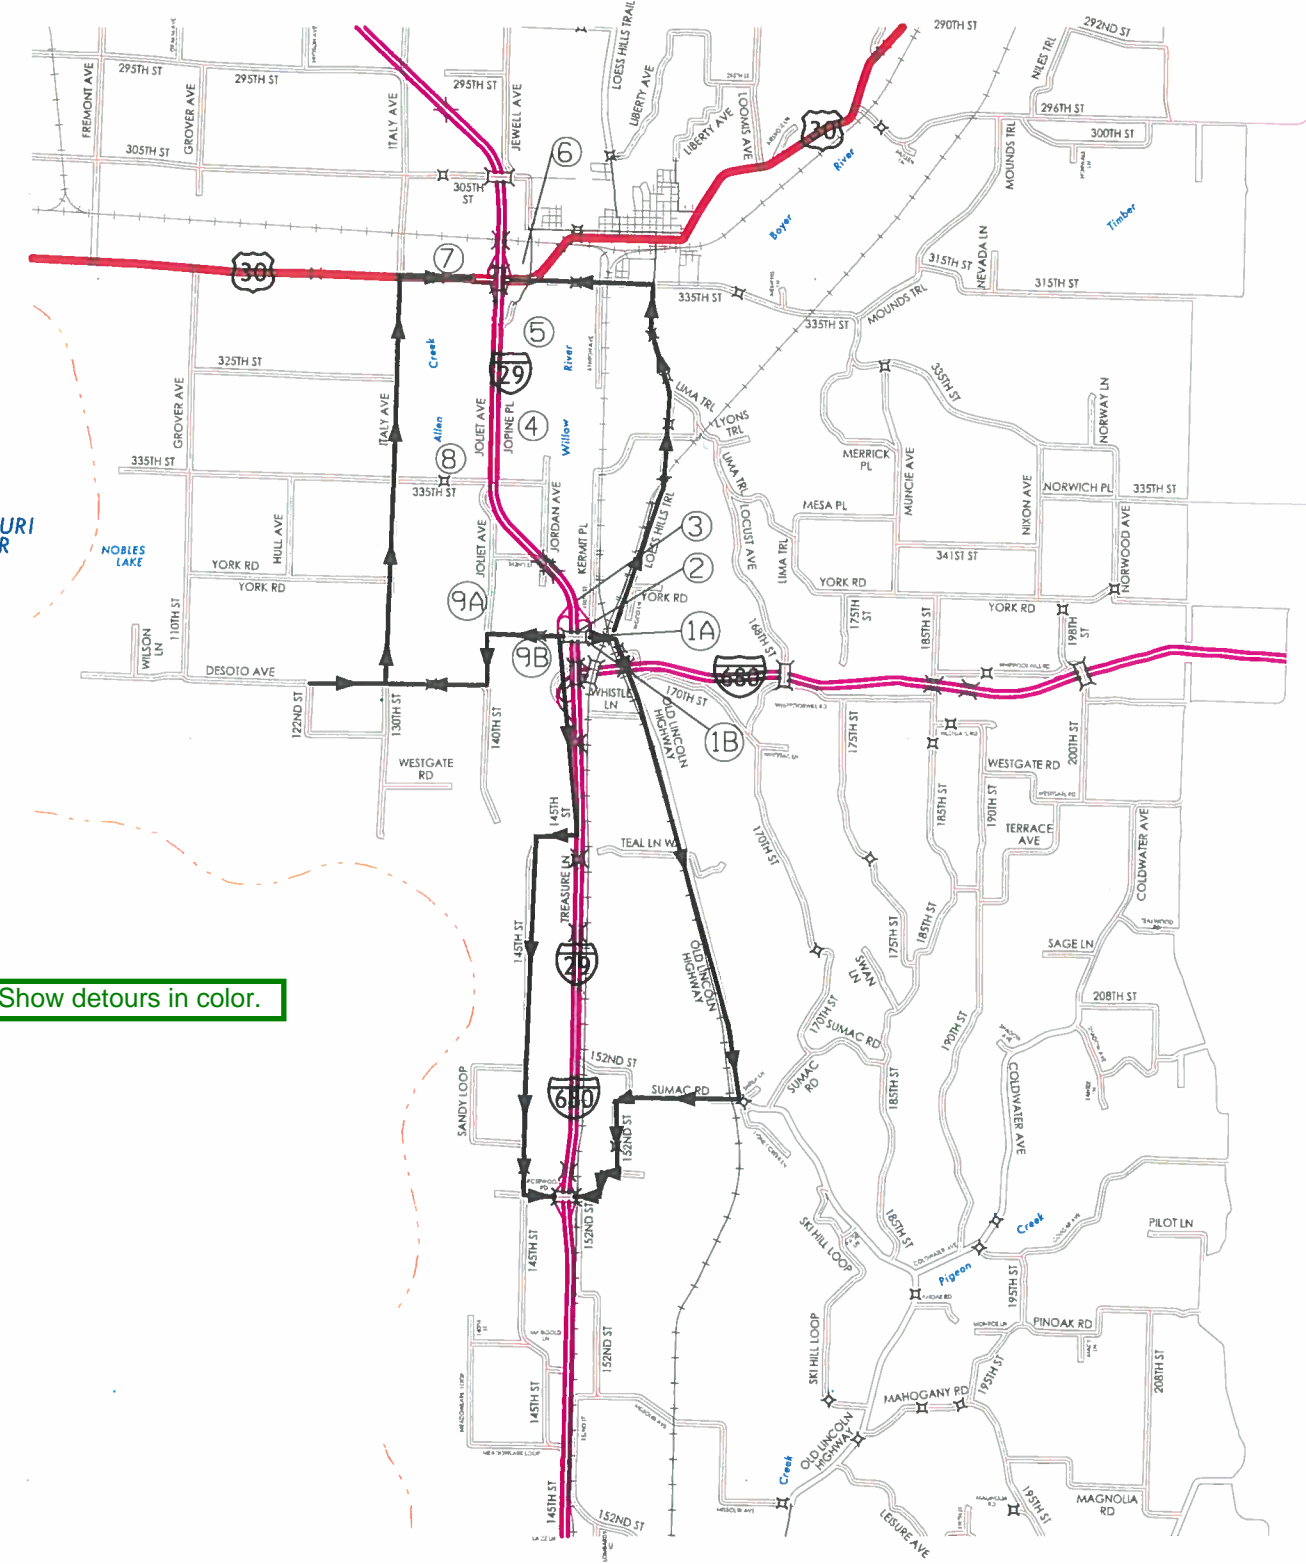 290TH ST
292ND ST
LOESS HILLS TRAIL
NILES TRL
295TH ST
295TH ST
295TH ST
FREMONT AVE
GROVER AVE
ITALY AVE
JEWELL AVE
LIBERTY AVE
LIBERTY AVE
LOOMIS AVE
296TH ST
300TH ST
30
River
MOUNDS TRL
305TH ST
305TH
ST
6
Boyer
Timber
7
30
NEVADA LN
315TH ST
315TH ST
335TH ST
335TH ST
MOUNDS TRL
5
Creek
River
325TH ST
29
335TH ST
GROVER AVE
ITALY AVE
JOLIET AVE
JOPINE PL
4
Allen
Willow
LIMA TRL
LYONS
TRL
NORWAY LN
MERRICK
PL
MUNCIE AVE
8
335TH ST
335TH ST
LIMA TRL
LOCUST AVE
NORWICH PL
335TH ST
MESA PL
NIXON AVE
NORWOOD AVE
URI
R
NOBLES
LAKE
HULL AVE
JOLIET AVE
JORDAN AVE
KERMIT PL
LOESS HILLS TRL
3
2
LIMA TRL
341ST ST
YORK RD
YORK RD
YORK RD
YORK RD
YORK RD
9A
1A
9B
110TH ST
WILSON
LN
168TH ST
175TH
ST
185TH ST
198TH
ST
DESOTO AVE
680
WHISTLE
LN
170TH ST
OLD LINCOLN
HIGHWAY
1B
122ND ST
130TH ST
140TH ST
WESTGATE
RD
175TH ST
185TH ST
190TH ST
200TH ST
WESTGATE RD
TERRACE
AVE
145TH
ST
TEAL LN W
170TH ST
COLDWATER AVE
TREASURE LN
145TH ST
29
OLD LINCOLN
HIGHWAY
175TH ST
185TH ST
SWAN
LN
SAGE LN
208TH ST
Show detours in color.
170TH ST
SUMAC RD
190TH ST
152ND ST
SUMAC RD
SUMAC
RD
SANDY LOOP
680
152ND ST
185TH ST
COLDWATER AVE
145TH ST
152ND ST
SKI HILL LOOP
185TH ST
COLDWATER AVE
Creek
Pigeon
PILOT LN
195TH ST
PINOAK RD
152ND ST
SKI HILL LOOP
195TH ST
208TH ST
145TH ST
MAHOGANY RD
OLD LINCOLN
HIGHWAY
Creek
145TH ST
152ND ST
LEISURE AVE
195TH ST
MAGNOLIA
RD